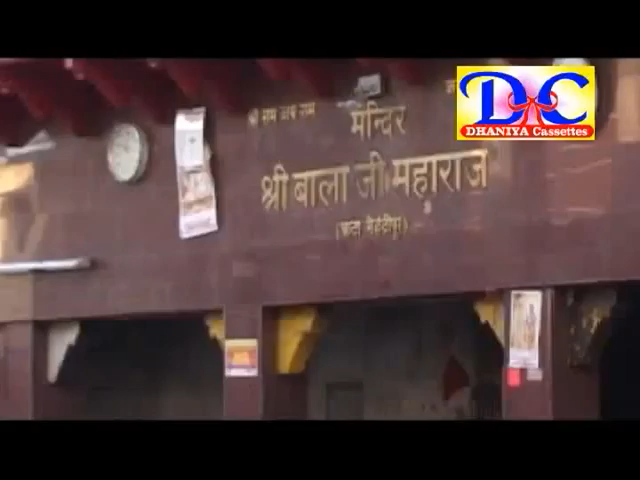 श्री राम जय राम
मन्दिर
श्री बाला जी महाराज
DC
DHANIYA Cassettes